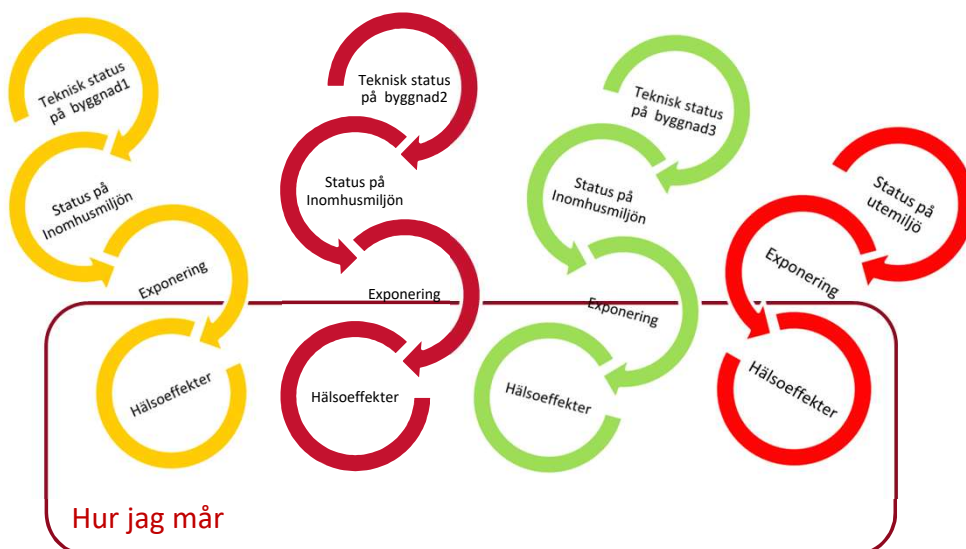 Teknisk status
på byggnad1
Status på
Inomhusmiljön
Exponering
Hälsoeffekter
Teknisk status
på byggnad2
Status på
Inomhusmiljön
Exponering
Hälsoeffekter
Teknisk status
på byggnad3
Status på
Inomhusmiljön
Exponering
Hälsoeffekter
Status på
utemiljö
Exponering
Hälsoeffekter
Hur jag mår